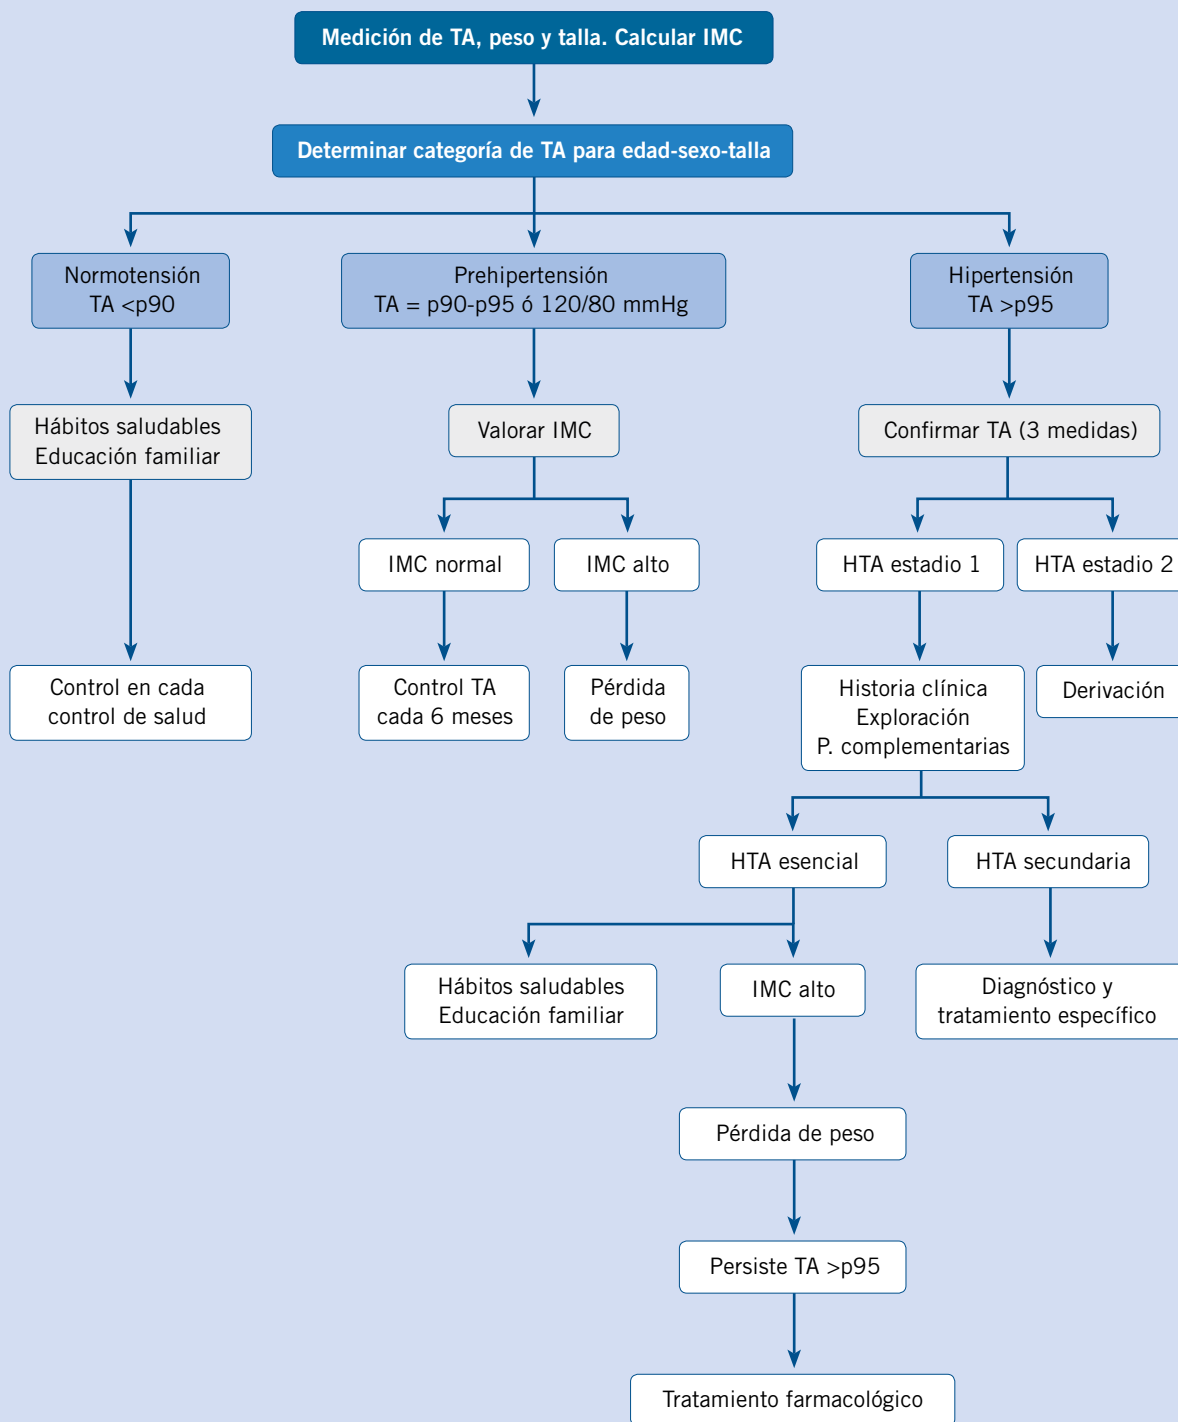 Medición de TA, peso y talla. Calcular IMC
Determinar categoría de TA para edad-sexo-talla
Normotensión
TA <p90
Prehipertensión
TA = p90-p95 ó 120/80 mmHg
Hipertensión
TA >p95
Hábitos saludables
Educación familiar
Valorar IMC
Confirmar TA (3 medidas)
IMC normal
IMC alto
HTA estadio 1
HTA estadio 2
Control en cada
control de salud
Control TA
cada 6 meses
Pérdida
de peso
Historia clínica
Exploración
P. complementarias
Derivación
HTA esencial
HTA secundaria
Hábitos saludables
Educación familiar
IMC alto
Diagnóstico y
tratamiento específico
Pérdida de peso
Persiste TA >p95
Tratamiento farmacológico